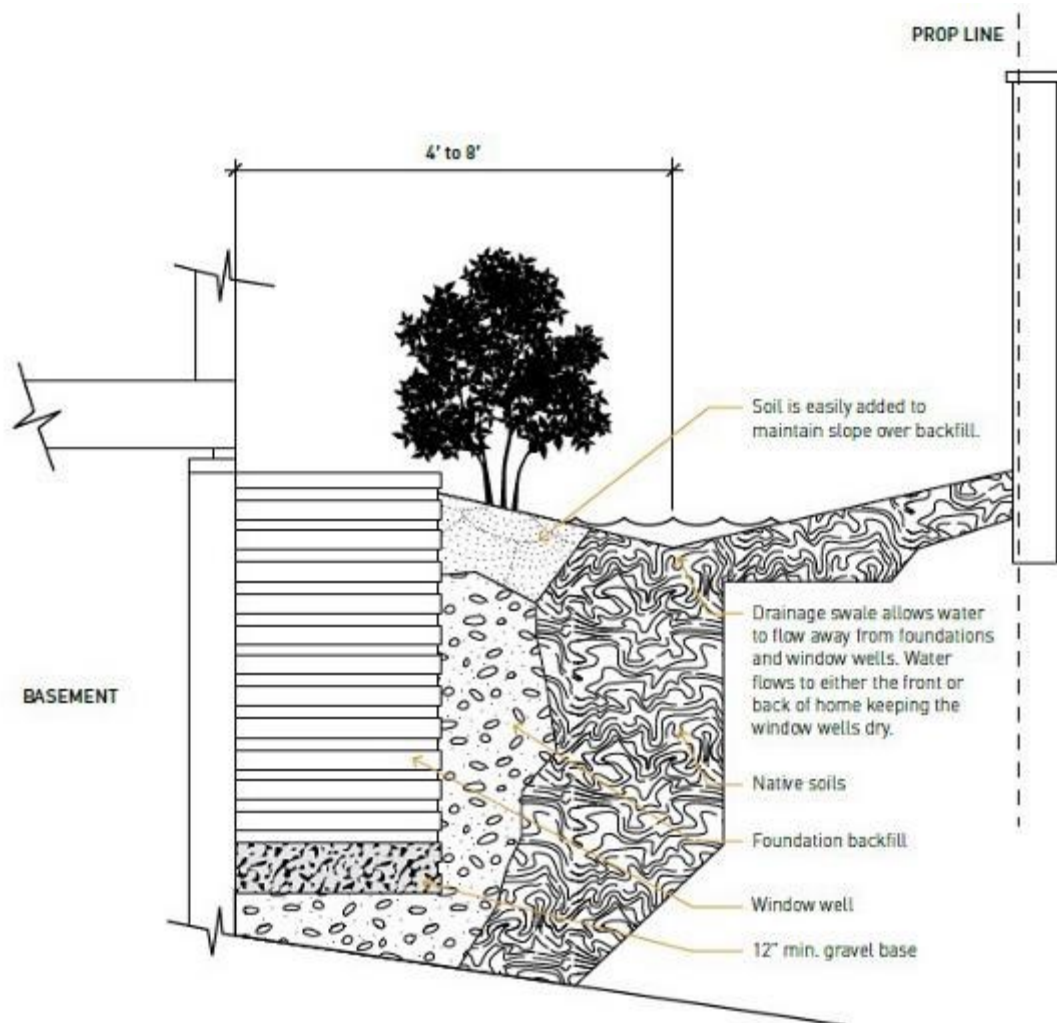 PROP LINE
4' to 8'
Soil is easily added to
maintain slope over backfill.
Drainage swale allows water
to flow away from foundations
and window wells. Water
flows to either the front or
back of home keeping the
window wells dry.
BASEMENT
Native soils
Foundation backfill
Window well
12" min. gravel base